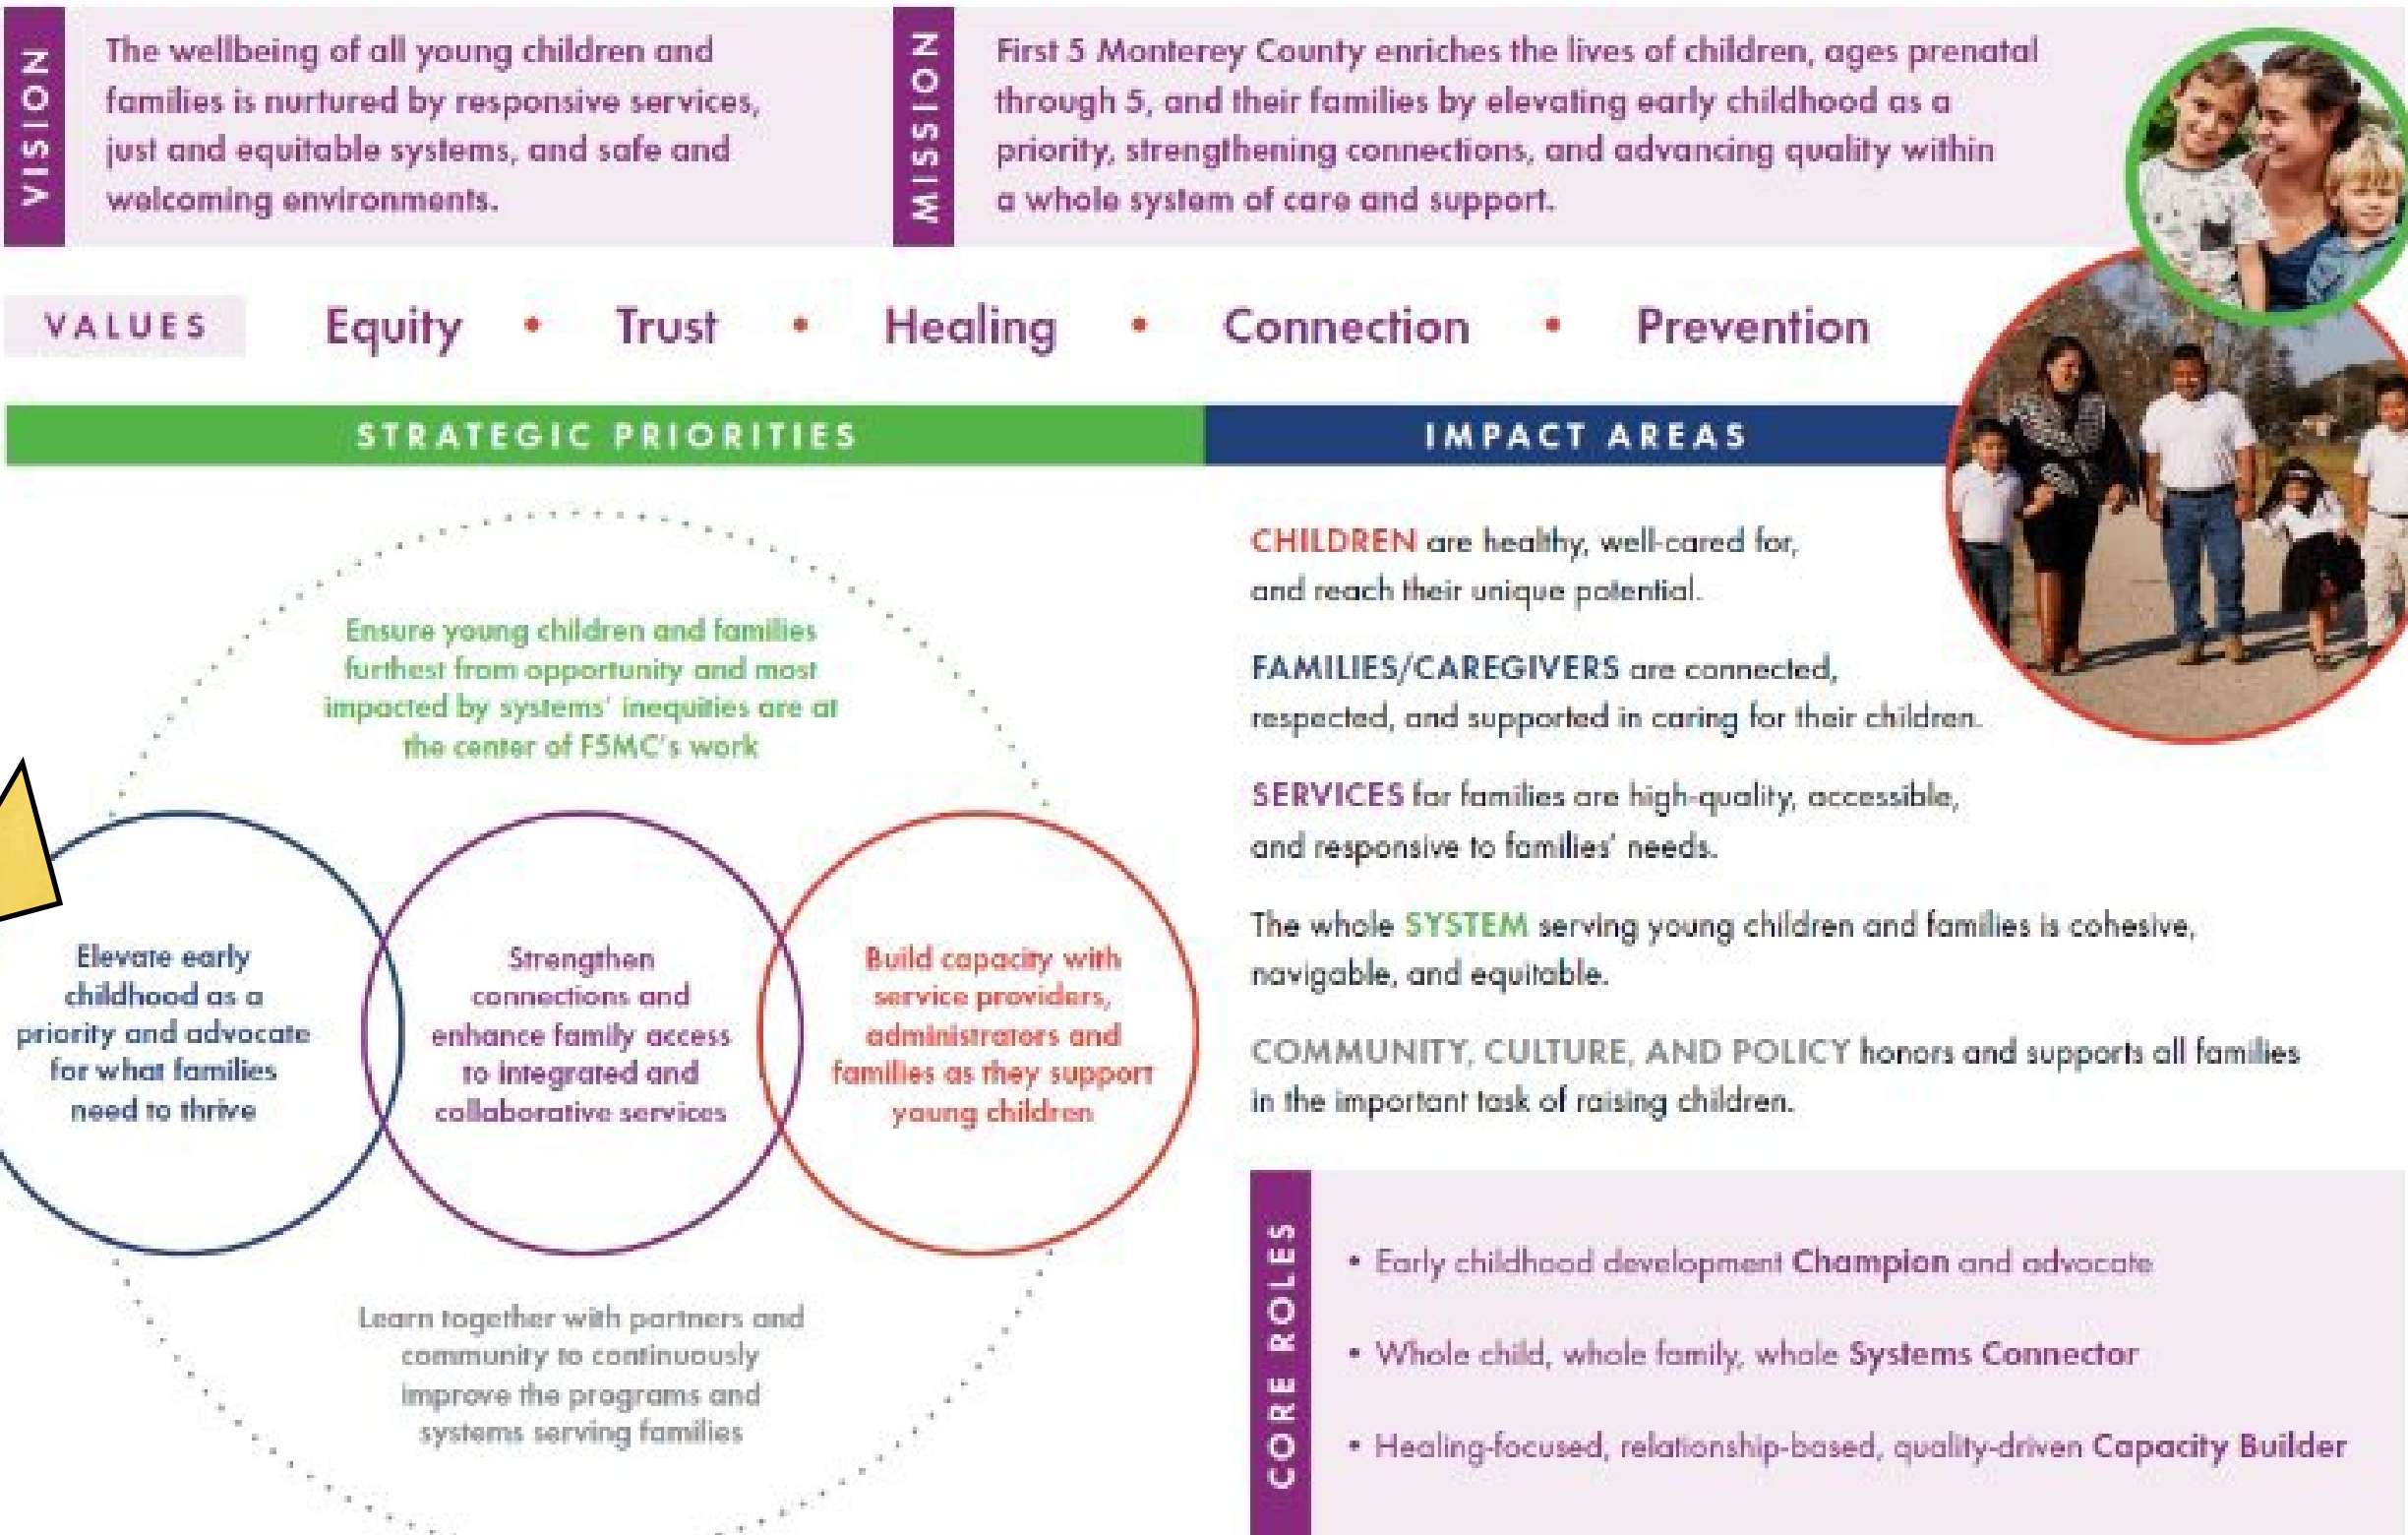 VISION
The wellbeing of all young children and
families is nurtured by responsive services,
just and equitable systems, and safe and
welcoming environments.
MISSION
First 5 Monterey County enriches the lives of children, ages prenatal
through 5, and their families by elevating early childhood as a
priority, strengthening connections, and advancing quality within
a whole system of care and support.
VALUES Equity • Trust • Healing • Connection • Prevention
STRATEGIC PRIORITIES
Ensure young children and families
furthest from opportunity and most
impacted by systems' inequities are at
the center of F5MC's work
Elevate early
childhood as a
priority and advocate
for what families
need to thrive
Strengthen
connections and
enhance family access
to integrated and
collaborative services
Build capacity with
service providers,
administrators and
families as they support
young children
Learn together with partners and
community to continuously
improve the programs and
systems serving families
IMPACT AREAS
CHILDREN are healthy, well-cared for,
and reach their unique potential.
FAMILIES/CAREGIVERS are connected,
respected, and supported in caring for their children.
SERVICES for families are high-quality, accessible,
and responsive to families' needs.
The whole SYSTEM serving young children and families is cohesive,
navigable, and equitable.
COMMUNITY, CULTURE, AND POLICY honors and supports all families
in the important task of raising children.
CORE ROLES
• Early childhood development Champion and advocate
• Whole child, whole family, whole Systems Connector
• Healing-focused, relationship-based, quality-driven Capacity Builder